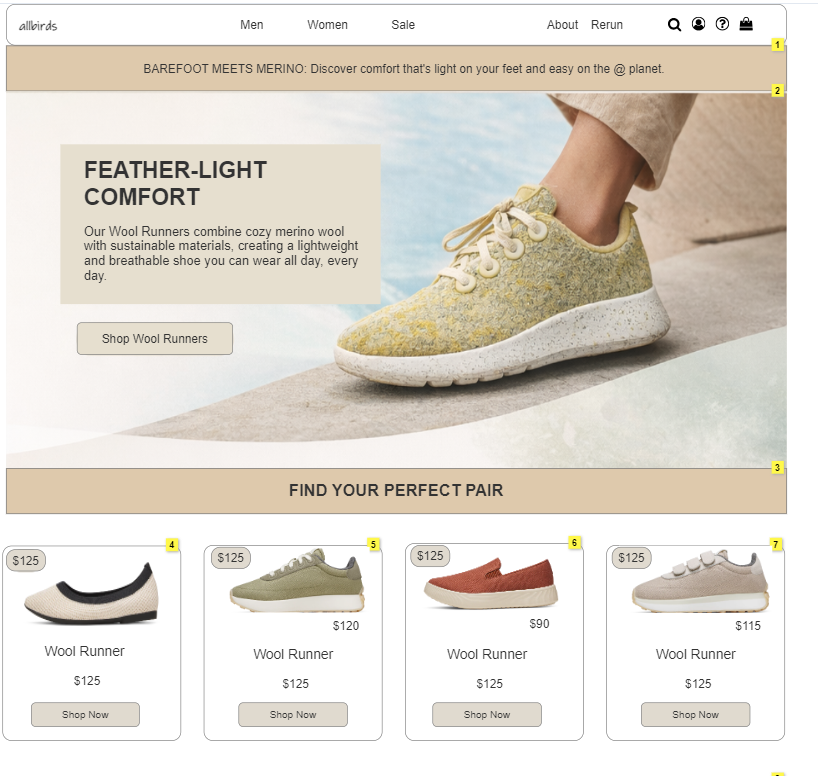 allbirds Men Women Sale About Rerun
1
BAREFOOT MEETS MERINO: Discover comfort that's light on your feet and easy on the @ planet.
2
FEATHER-LIGHT
COMFORT
Our Wool Runners combine cozy merino wool
with sustainable materials, creating a lightweight
and breathable shoe you can wear all day, every
day.
Shop Wool Runners
3
FIND YOUR PERFECT PAIR
4
$125
Wool Runner
$125
Shop Now
5
$125
$120
Wool Runner
$125
Shop Now
6
$125
$90
Wool Runner
$125
Shop Now
7
$125
$115
Wool Runner
$125
Shop Now